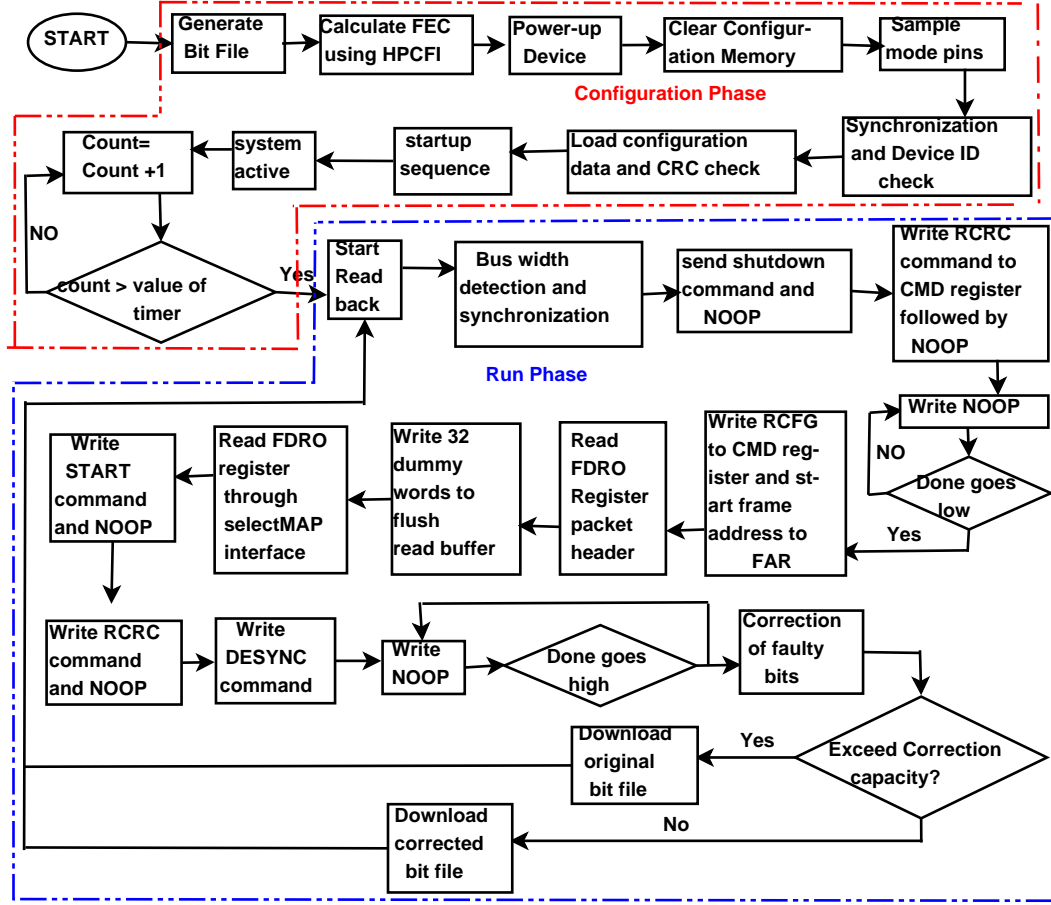 START
Generate
Bit File
Calculate FEC
using HPCFI
Power-up
Device
Clear Configur-
ation Memory
Sample
mode pins
Configuration Phase
Count=
Count +1
system
active
startup
sequence
Load configuration
data and CRC check
Synchronization
and Device ID
check
NO
count > value of
timer
Yes
Start
Read
back
Bus width
detection and
synchronization
send shutdown
command and
NOOP
Write RCRC
command to
CMD register
followed by
NOOP
Run Phase
Write NOOP
NO
Done goes
low
Yes
Write RCFG
to CMD reg-
ister and st-
art frame
address to
FAR
Read
FDRO
Register
packet
header
Write 32
dummy
words to
flush
read buffer
Read FDRO
register
through
selectMAP
interface
Write
START
command
and NOOP
Write RCRC
command
and NOOP
Write
DESYNC
command
Write
NOOP
Done goes
high
Correction
of faulty
bits
Exceed Correction
capacity?
Yes
Download
original
bit file
No
Download
corrected
bit file